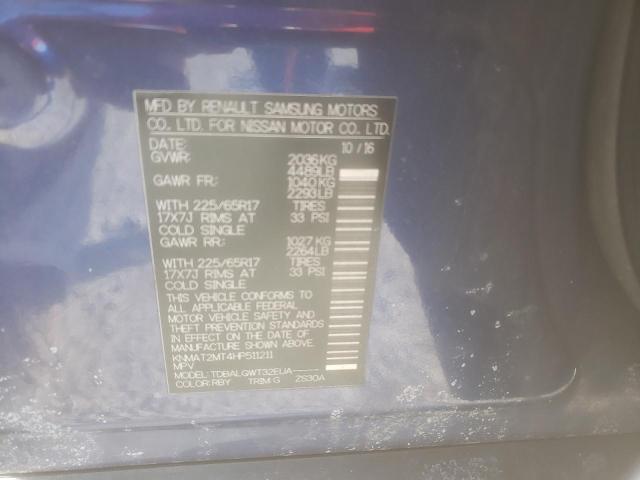 MFD BY RENAULT SAMSUNG MOTORS
CO., LTD. FOR NISSAN MOTOR CO., LTD.
DATE: 10/16
GVWR: 2036KG
4489LB
GAWR FR: 1040KG
2293LB
WITH 225/65R17 TIRES
17X7J RIMS AT 33 PSI
COLD SINGLE
GAWR RR: 1027 KG
2264LB
WITH 225/65R17 TIRES
17X7J RIMS AT 33 PSI
COLD SINGLE
THIS VEHICLE CONFORMS TO
ALL APPLICABLE FEDERAL
MOTOR VEHICLE SAFETY AND
THEFT PREVENTION STANDARDS
IN EFFECT ON THE DATE OF
MANUFACTURE SHOWN ABOVE.
KNMAT2MT4HP511211
MPV
MODEL: TDBALGWT32EUA-----
COLOR:RBY TRIM:G ZS30A